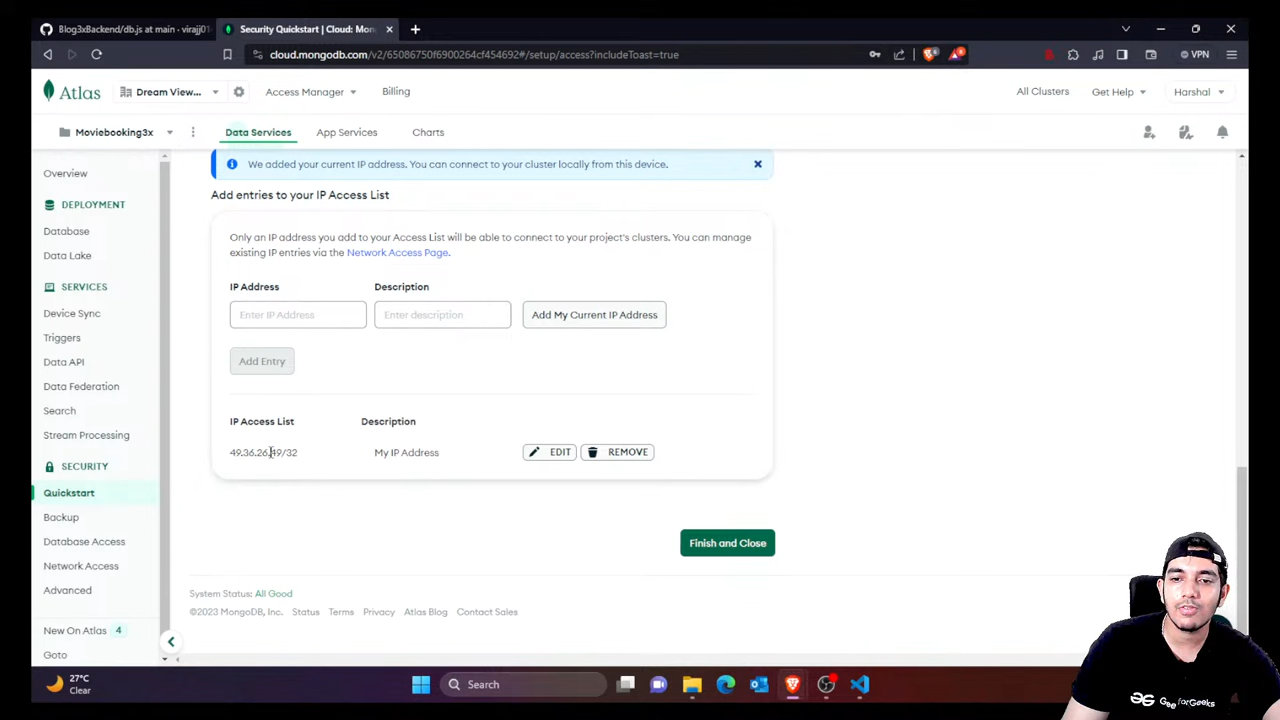 Blog3xBackend/db.js at main · viraj01
Security Quickstart | Cloud: Mon
cloud.mongodb.com/v2/65086750f6900264cf454692#/setup/access?includeToast=true
VPN
Atlas
Dream View...
Access Manager
Billing
All Clusters
Get Help
Harshal
Moviebooking3x
Data Services
App Services
Charts
Overview
DEPLOYMENT
Database
Data Lake
SERVICES
Device Sync
Triggers
Data API
Data Federation
Search
Stream Processing
SECURITY
Quickstart
Backup
Database Access
Network Access
Advanced
New On Atlas 4
Goto
We added your current IP address. You can connect to your cluster locally from this device.
Add entries to your IP Access List
Only an IP address you add to your Access List will be able to connect to your project's clusters. You can manage
existing IP entries via the Network Access Page.
IP Address
Description
Enter IP Address
Enter description
Add My Current IP Address
Add Entry
IP Access List
Description
49.36.26.49/32
My IP Address
EDIT
REMOVE
Finish and Close
System Status: All Good
©2023 MongoDB, Inc. Status Terms Privacy Atlas Blog Contact Sales
27°C
Clear
Search